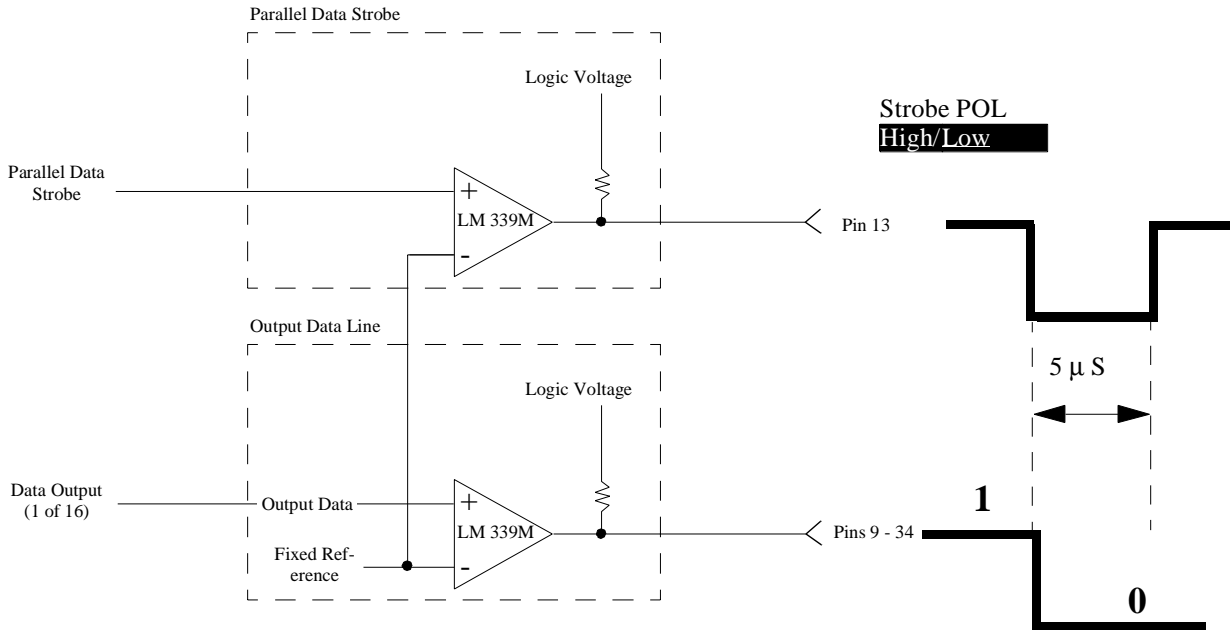 Parallel Data Strobe
Logic Voltage
Strobe POL
High/Low
Parallel Data
Strobe
+
LM 339M
-
Pin 13
Output Data Line
5 µ S
Logic Voltage
1
Data Output
(1 of 16)
Output Data
+
LM 339M
-
Pins 9 - 34
Fixed Ref-
erence
0